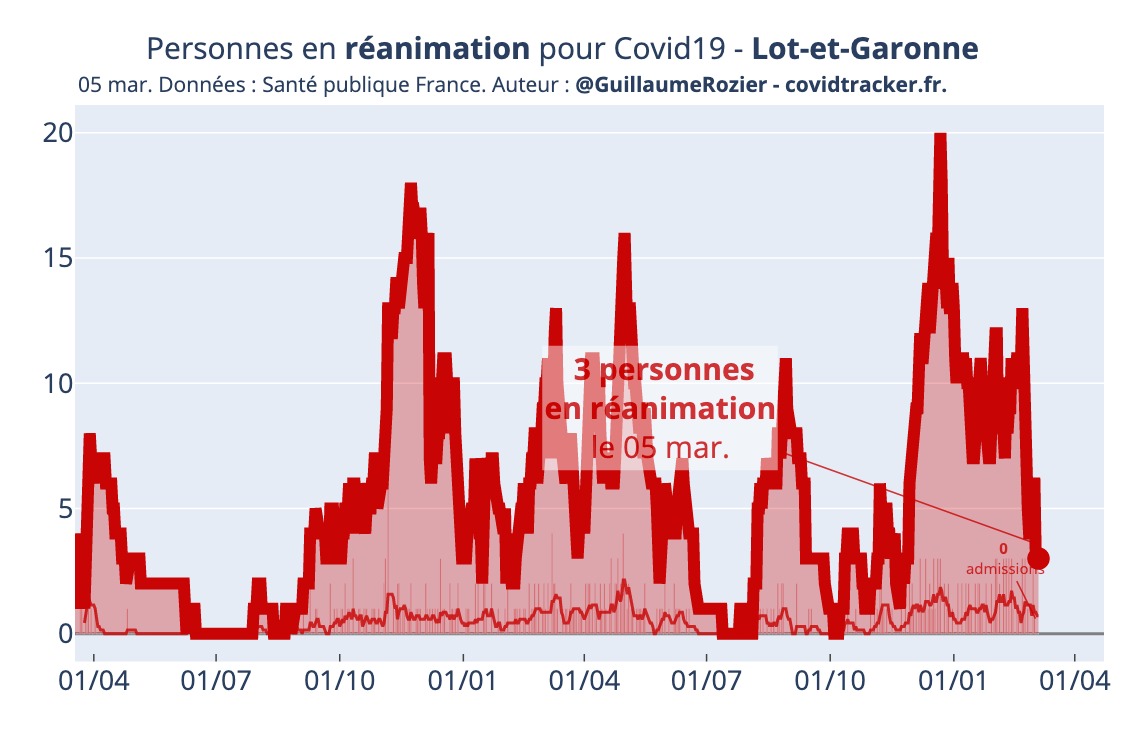 Personnes en réanimation pour Covid19 - Lot-et-Garonne
05 mar. Données : Santé publique France. Auteur : @GuillaumeRozier - covidtracker.fr.
20
15
10
5
0
3 personnes
en réanimation
le 05 mar.
0
admissions
01/04
01/07
01/10
01/01
01/04
01/07
01/10
01/01
01/04